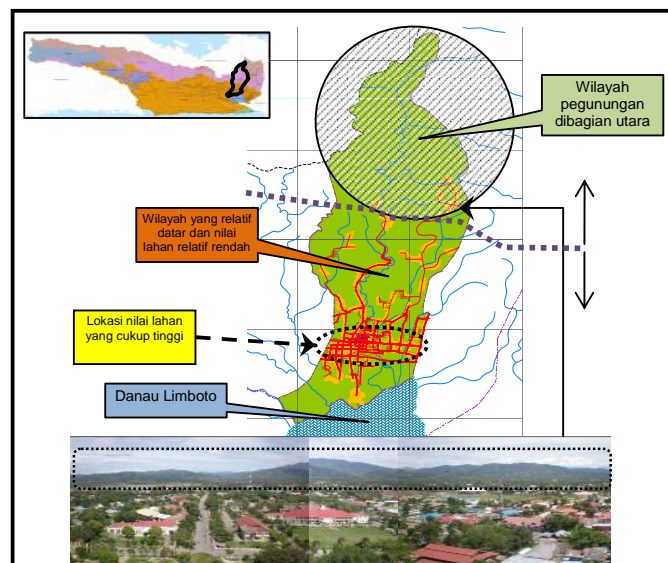 Wilayah
pegunungan
dibagian utara
Wilayah yang relatif
datar dan nilai
lahan relatif rendah
Lokasi nilai lahan
yang cukup tinggi
Danau Limboto